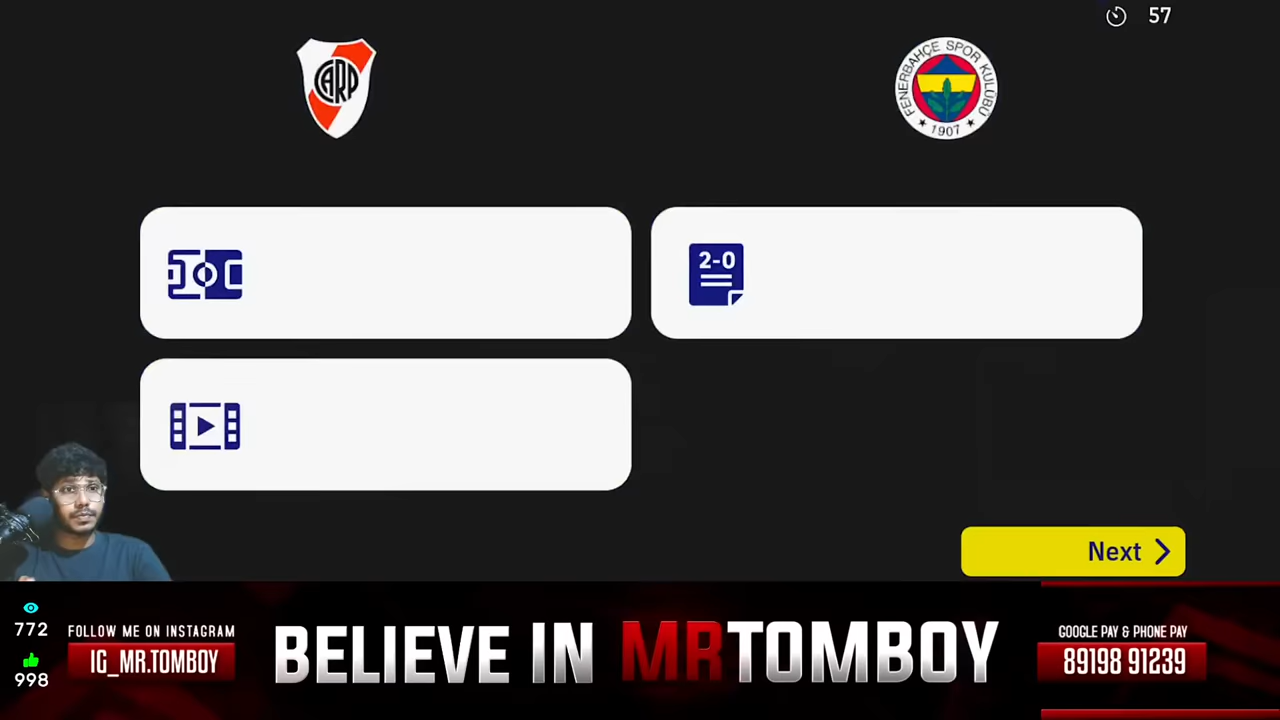 57
CARP
FENERBAHÇE SPOR KULÜBÜ
★ 1907 ★
2-0
Next
772
998
FOLLOW ME ON INSTAGRAM
IG_MR.TOMBOY
BELIEVE IN MRTOMBOY
GOOGLE PAY & PHONE PAY
89198 91239